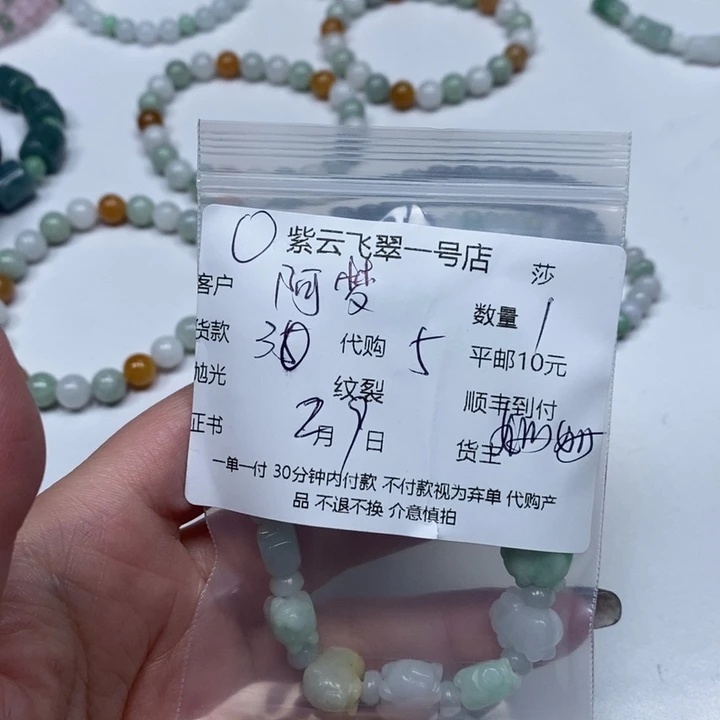 紫云飞翠一号店
莎
客户 阿梦
数量 1
货款 30 代购 5 平邮10元
旭光 纹裂 顺丰到付
证书 2月9日 货主
一单一付 30分钟内付款 不付款视为弃单 代购产
品 不退不换 介意慎拍